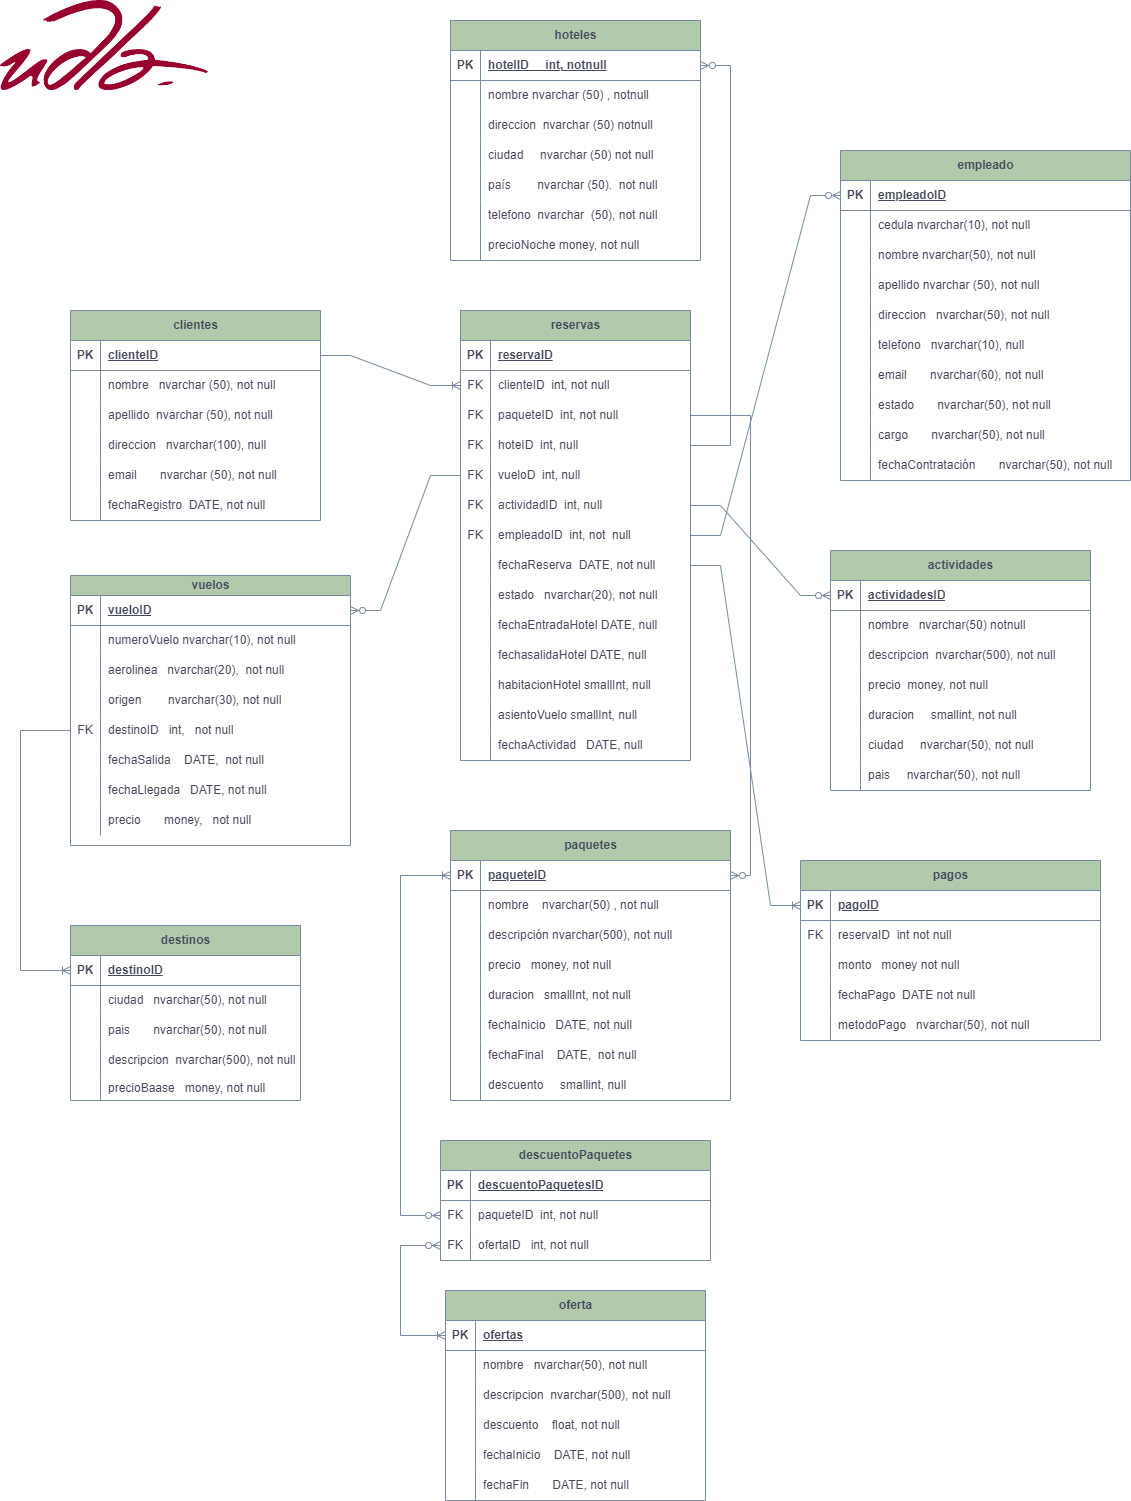 udla
hoteles
PK hotelID int, notnull
nombre nvarchar (50) , notnull
direccion nvarchar (50) notnull
ciudad nvarchar (50) not null
país nvarchar (50). not null
telefono nvarchar (50), not null
precioNoche money, not null
empleado
PK empleadoID
cedula nvarchar(10), not null
nombre nvarchar(50), not null
apellido nvarchar (50), not null
direccion nvarchar(50), not null
telefono nvarchar(10), null
email nvarchar(60), not null
estado nvarchar(50), not null
cargo nvarchar(50), not null
fechaContratación nvarchar(50), not null
clientes
PK clienteID
nombre nvarchar (50), not null
apellido nvarchar (50), not null
direccion nvarchar(100), null
email nvarchar (50), not null
fechaRegistro DATE, not null
reservas
PK reservaID
FK clienteID int, not null
FK paqueteID int, not null
FK hotelD int, null
FK vueloD int, null
FK actividadID int, null
FK empleadoID int, not null
fechaReserva DATE, not null
estado nvarchar(20), not null
fechaEntradaHotel DATE, null
fechasalidaHotel DATE, null
habitacionHotel smallInt, null
asientoVuelo smallInt, null
fechaActividad DATE, null
vuelos
PK vueloID
numeroVuelo nvarchar(10), not null
aerolinea nvarchar(20), not null
origen nvarchar(30), not null
FK destinoID int, not null
fechaSalida DATE, not null
fechaLlegada DATE, not null
precio money, not null
actividades
PK actividadesID
nombre nvarchar(50) notnull
descripcion nvarchar(500), not null
precio money, not null
duracion smallint, not null
ciudad nvarchar(50), not null
pais nvarchar(50), not null
paquetes
PK paqueteID
nombre nvarchar(50) , not null
descripción nvarchar(500), not null
precio money, not null
duracion smallInt, not null
fechaInicio DATE, not null
fechaFinal DATE, not null
descuento smallint, null
pagos
PK pagoID
FK reservaID int not null
monto money not null
fechaPago DATE not null
metodoPago nvarchar(50), not null
destinos
PK destinoID
ciudad nvarchar(50), not null
pais nvarchar(50), not null
descripcion nvarchar(500), not null
precioBaase money, not null
descuentoPaquetes
PK descuentoPaquetesID
FK paqueteID int, not null
FK ofertaID int, not null
oferta
PK ofertas
nombre nvarchar(50), not null
descripcion nvarchar(500), not null
descuento float, not null
fechaInicio DATE, not null
fechaFin DATE, not null